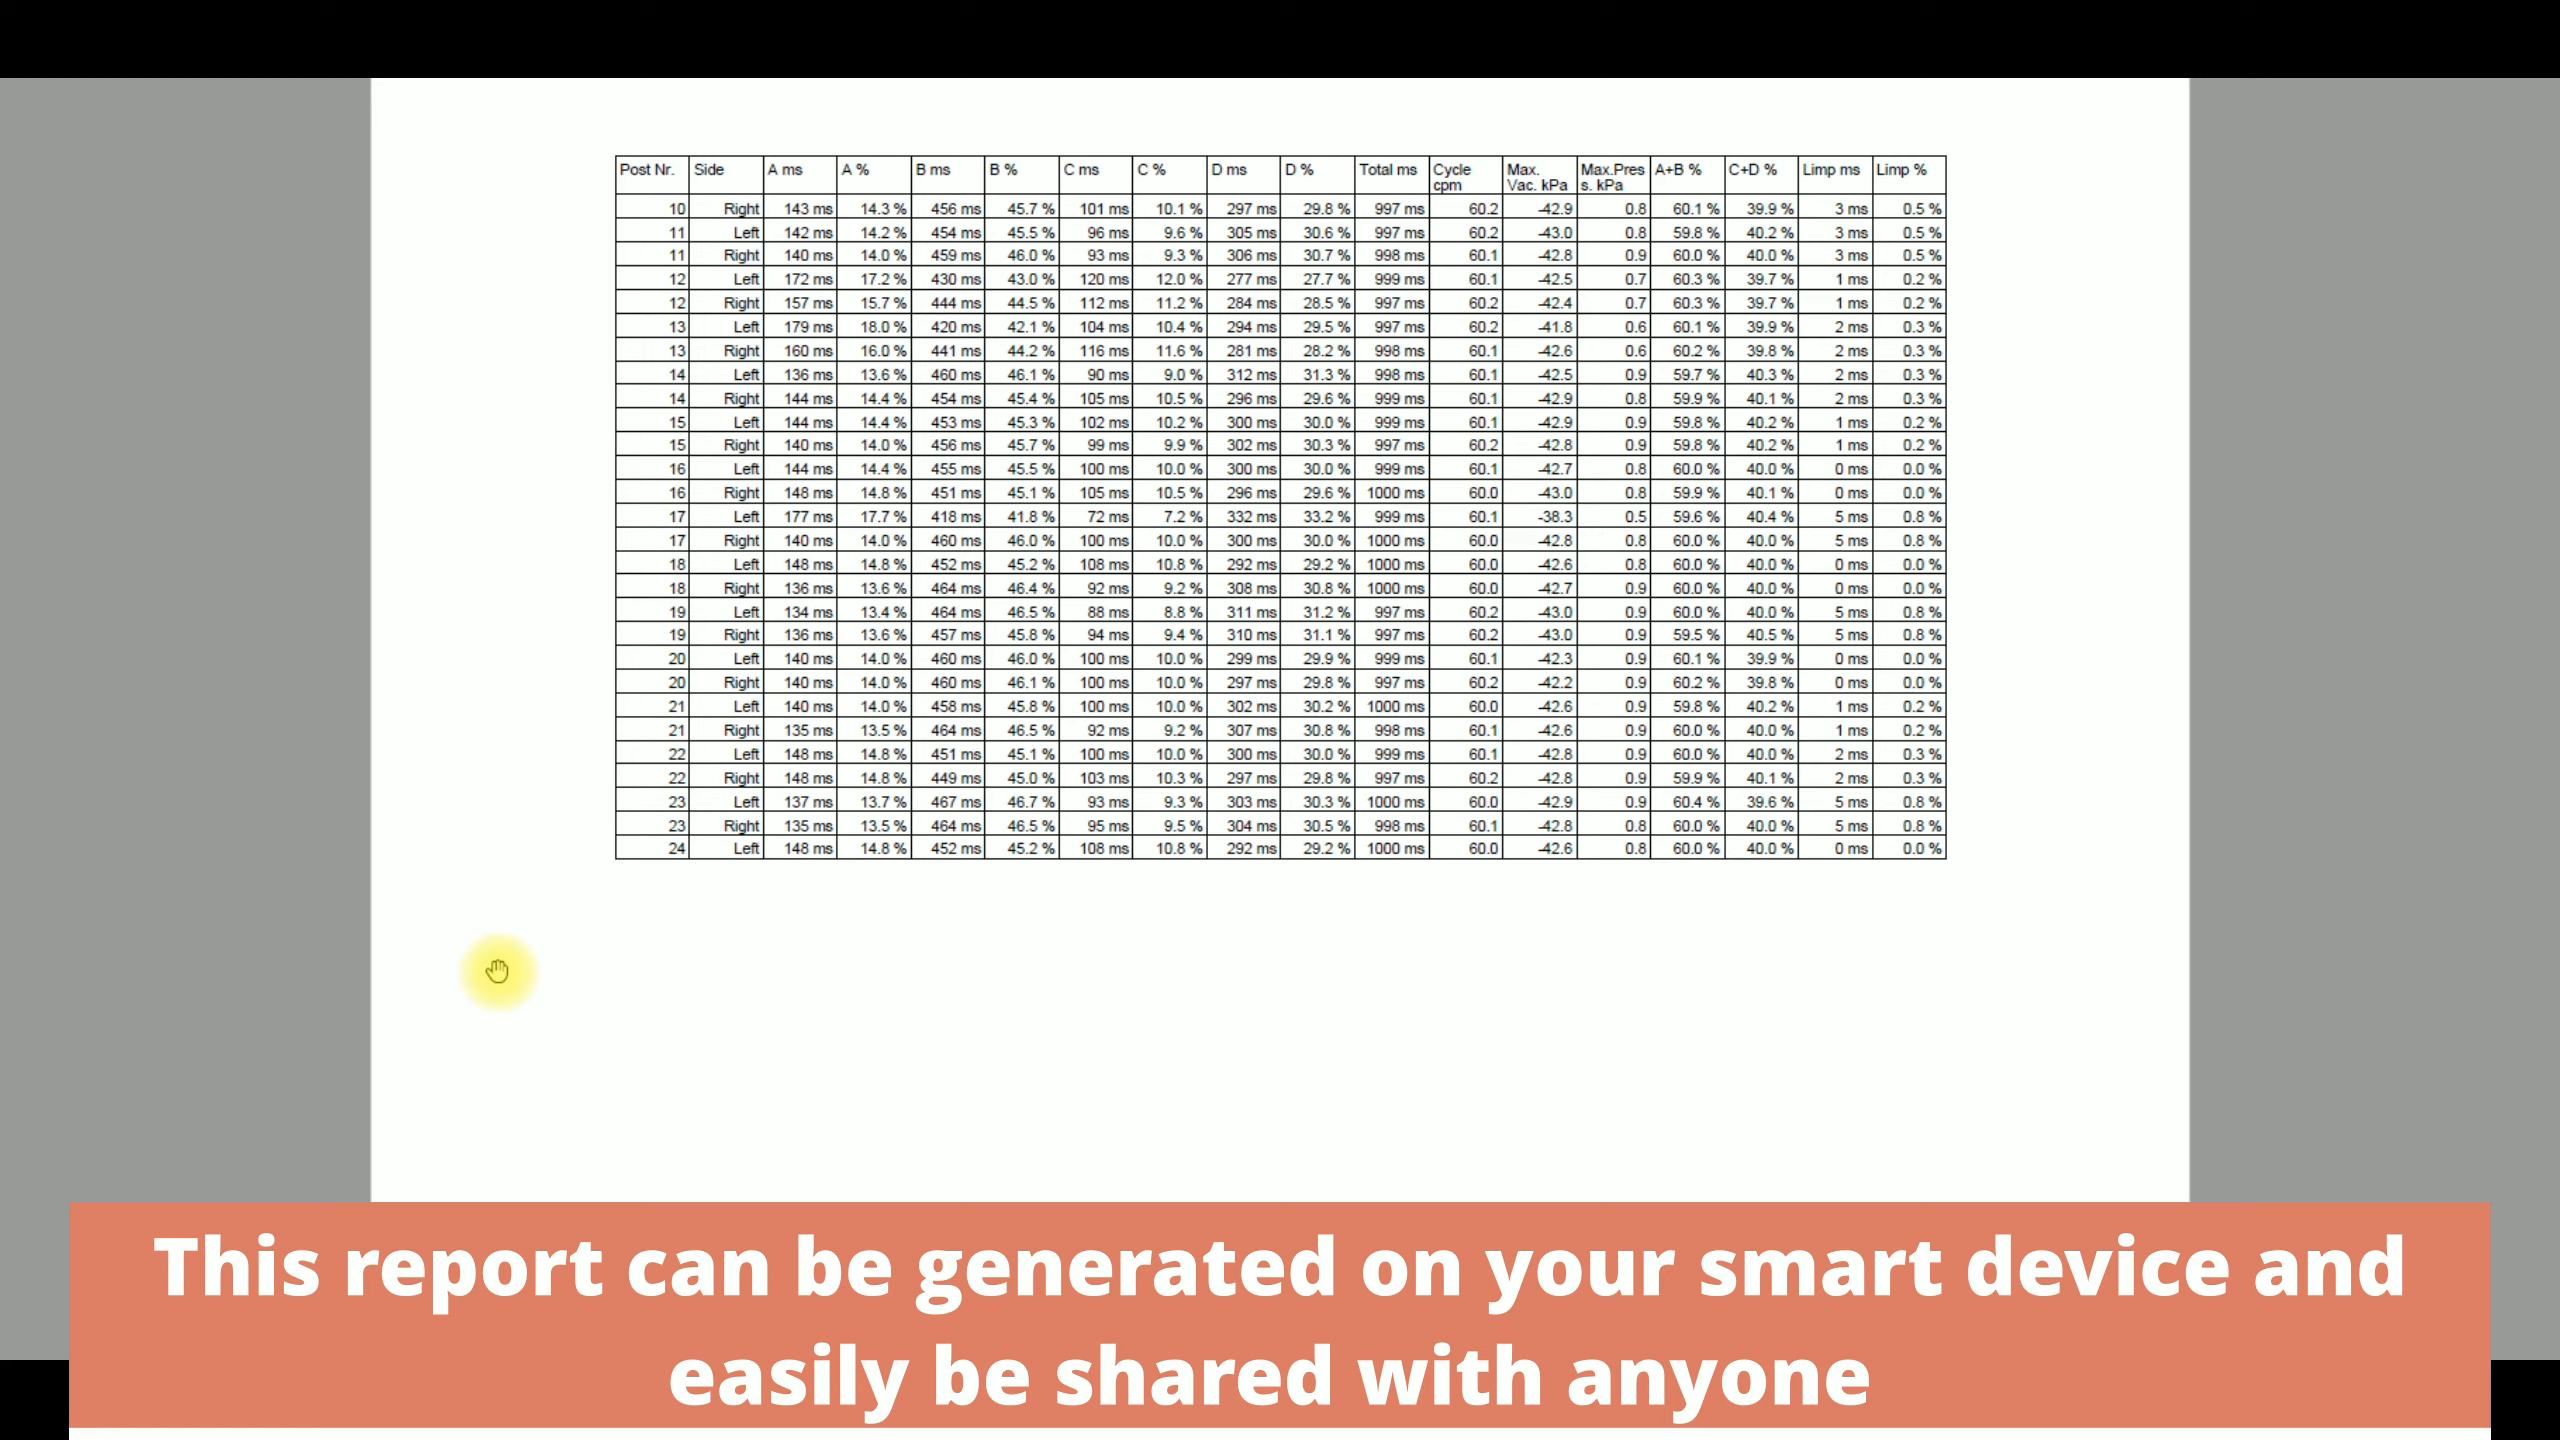 Post Nr. Side A ms A % B ms B % C ms C % D ms D % Total ms Cycle cpm Max. Vac. kPa Max.Pres s. kPa A+B % C+D % Limp ms Limp %
10 Right 143 ms 14.3 % 456 ms 45.7 % 101 ms 10.1 % 297 ms 29.8 % 997 ms 60.2 -42.9 0.8 60.1 % 39.9 % 3 ms 0.5 %
11 Left 142 ms 14.2 % 454 ms 45.5 % 96 ms 9.6 % 305 ms 30.6 % 997 ms 60.2 -43.0 0.8 59.8 % 40.2 % 3 ms 0.5 %
11 Right 140 ms 14.0 % 459 ms 46.0 % 93 ms 9.3 % 306 ms 30.7 % 998 ms 60.1 -42.8 0.9 60.0 % 40.0 % 3 ms 0.5 %
12 Left 172 ms 17.2 % 430 ms 43.0 % 120 ms 12.0 % 277 ms 27.7 % 999 ms 60.1 -42.5 0.7 60.3 % 39.7 % 1 ms 0.2 %
12 Right 157 ms 15.7 % 444 ms 44.5 % 112 ms 11.2 % 284 ms 28.5 % 997 ms 60.2 -42.4 0.7 60.3 % 39.7 % 1 ms 0.2 %
13 Left 179 ms 18.0 % 420 ms 42.1 % 104 ms 10.4 % 294 ms 29.5 % 997 ms 60.2 -41.8 0.6 60.1 % 39.9 % 2 ms 0.3 %
13 Right 160 ms 16.0 % 441 ms 44.2 % 116 ms 11.6 % 281 ms 28.2 % 998 ms 60.1 -42.6 0.6 60.2 % 39.8 % 2 ms 0.3 %
14 Left 136 ms 13.6 % 460 ms 46.1 % 90 ms 9.0 % 312 ms 31.3 % 998 ms 60.1 -42.5 0.9 59.7 % 40.3 % 2 ms 0.3 %
14 Right 144 ms 14.4 % 454 ms 45.4 % 105 ms 10.5 % 296 ms 29.6 % 999 ms 60.1 -42.9 0.8 59.9 % 40.1 % 2 ms 0.3 %
15 Left 144 ms 14.4 % 453 ms 45.3 % 102 ms 10.2 % 300 ms 30.0 % 999 ms 60.1 -42.9 0.9 59.8 % 40.2 % 1 ms 0.2 %
15 Right 140 ms 14.0 % 456 ms 45.7 % 99 ms 9.9 % 302 ms 30.3 % 997 ms 60.2 -42.8 0.9 59.8 % 40.2 % 1 ms 0.2 %
16 Left 144 ms 14.4 % 455 ms 45.5 % 100 ms 10.0 % 300 ms 30.0 % 999 ms 60.1 -42.7 0.8 60.0 % 40.0 % 0 ms 0.0 %
16 Right 148 ms 14.8 % 451 ms 45.1 % 105 ms 10.5 % 296 ms 29.6 % 1000 ms 60.0 -43.0 0.8 59.9 % 40.1 % 0 ms 0.0 %
17 Left 177 ms 17.7 % 418 ms 41.8 % 72 ms 7.2 % 332 ms 33.2 % 999 ms 60.1 -38.3 0.5 59.6 % 40.4 % 5 ms 0.8 %
17 Right 140 ms 14.0 % 460 ms 46.0 % 100 ms 10.0 % 300 ms 30.0 % 1000 ms 60.0 -42.8 0.8 60.0 % 40.0 % 5 ms 0.8 %
18 Left 148 ms 14.8 % 452 ms 45.2 % 108 ms 10.8 % 292 ms 29.2 % 1000 ms 60.0 -42.6 0.8 60.0 % 40.0 % 0 ms 0.0 %
18 Right 136 ms 13.6 % 464 ms 46.4 % 92 ms 9.2 % 308 ms 30.8 % 1000 ms 60.0 -42.7 0.9 60.0 % 40.0 % 0 ms 0.0 %
19 Left 134 ms 13.4 % 464 ms 46.5 % 88 ms 8.8 % 311 ms 31.2 % 997 ms 60.2 -43.0 0.9 60.0 % 40.0 % 5 ms 0.8 %
19 Right 136 ms 13.6 % 457 ms 45.8 % 94 ms 9.4 % 310 ms 31.1 % 997 ms 60.2 -43.0 0.9 59.5 % 40.5 % 5 ms 0.8 %
20 Left 140 ms 14.0 % 460 ms 46.0 % 100 ms 10.0 % 299 ms 29.9 % 999 ms 60.1 -42.3 0.9 60.1 % 39.9 % 0 ms 0.0 %
20 Right 140 ms 14.0 % 460 ms 46.1 % 100 ms 10.0 % 297 ms 29.8 % 997 ms 60.2 -42.2 0.9 60.2 % 39.8 % 0 ms 0.0 %
21 Left 140 ms 14.0 % 458 ms 45.8 % 100 ms 10.0 % 302 ms 30.2 % 1000 ms 60.0 -42.6 0.9 59.8 % 40.2 % 1 ms 0.2 %
21 Right 135 ms 13.5 % 464 ms 46.5 % 92 ms 9.2 % 307 ms 30.8 % 998 ms 60.1 -42.6 0.9 60.0 % 40.0 % 1 ms 0.2 %
22 Left 148 ms 14.8 % 451 ms 45.1 % 100 ms 10.0 % 300 ms 30.0 % 999 ms 60.1 -42.8 0.9 60.0 % 40.0 % 2 ms 0.3 %
22 Right 148 ms 14.8 % 449 ms 45.0 % 103 ms 10.3 % 297 ms 29.8 % 997 ms 60.2 -42.8 0.9 59.9 % 40.1 % 2 ms 0.3 %
23 Left 137 ms 13.7 % 467 ms 46.7 % 93 ms 9.3 % 303 ms 30.3 % 1000 ms 60.0 -42.9 0.9 60.4 % 39.6 % 5 ms 0.8 %
23 Right 135 ms 13.5 % 464 ms 46.5 % 95 ms 9.5 % 304 ms 30.5 % 998 ms 60.1 -42.8 0.8 60.0 % 40.0 % 5 ms 0.8 %
24 Left 148 ms 14.8 % 452 ms 45.2 % 108 ms 10.8 % 292 ms 29.2 % 1000 ms 60.0 -42.6 0.8 60.0 % 40.0 % 0 ms 0.0 %
This report can be generated on your smart device and
easily be shared with anyone